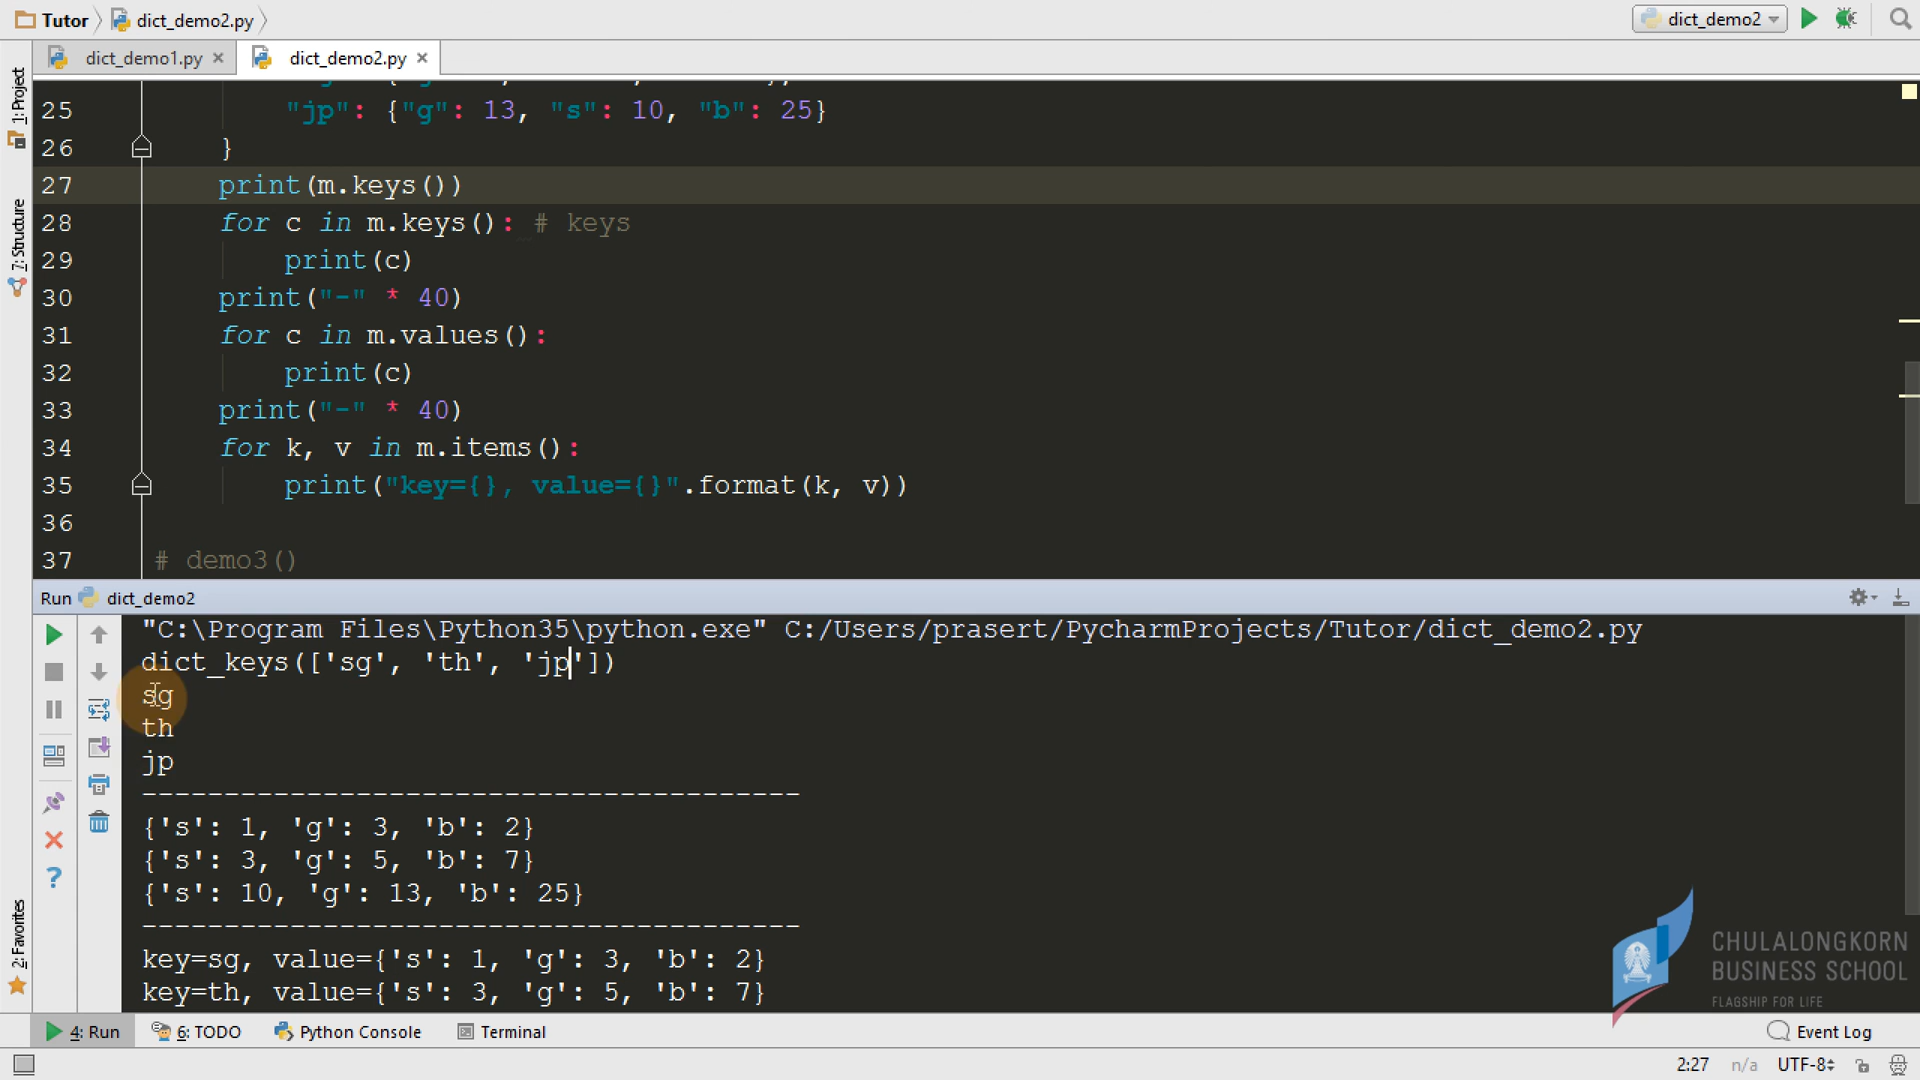 Tutor dict_demo2.py dict_demo2
dict_demo1.py dict_demo2.py
1: Project
7: Structure
2: Favorites
25 "jp": {"g": 13, "s": 10, "b": 25}
26 }
27 print(m.keys())
28 for c in m.keys(): # keys
29 print(c)
30 print("-" * 40)
31 for c in m.values():
32 print(c)
33 print("-" * 40)
34 for k, v in m.items():
35 print("key={}, value={}".format(k, v))
36
37 # demo3()
Run dict_demo2
"C:\Program Files\Python35\python.exe" C:/Users/prasert/PycharmProjects/Tutor/dict_demo2.py
dict_keys(['sg', 'th', 'jp'])
sg
th
jp
----------------------------------------
{'s': 1, 'g': 3, 'b': 2}
{'s': 3, 'g': 5, 'b': 7}
{'s': 10, 'g': 13, 'b': 25}
----------------------------------------
key=sg, value={'s': 1, 'g': 3, 'b': 2}
key=th, value={'s': 3, 'g': 5, 'b': 7}
CHULALONGKORN
BUSINESS SCHOOL
FLAGSHIP FOR LIFE
4: Run 6: TODO Python Console Terminal Event Log
2:27 n/a UTF-8